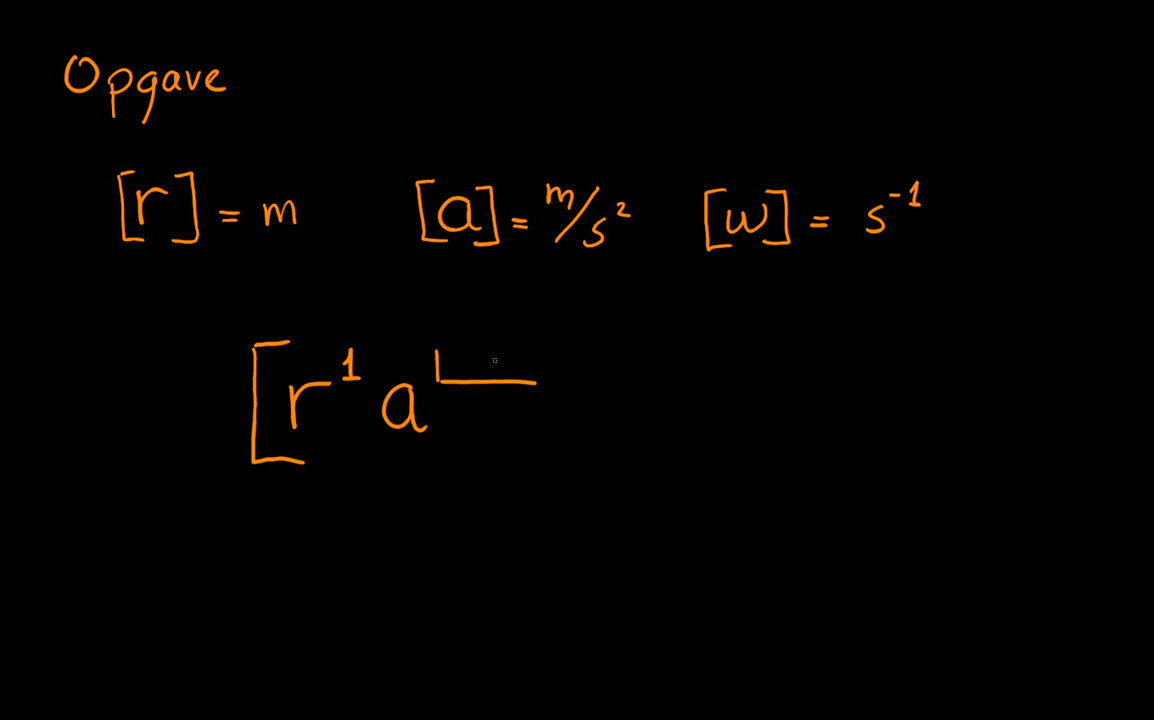 Opgave
[r] = m [a] = m/s² [w] = s⁻¹
[r¹ a